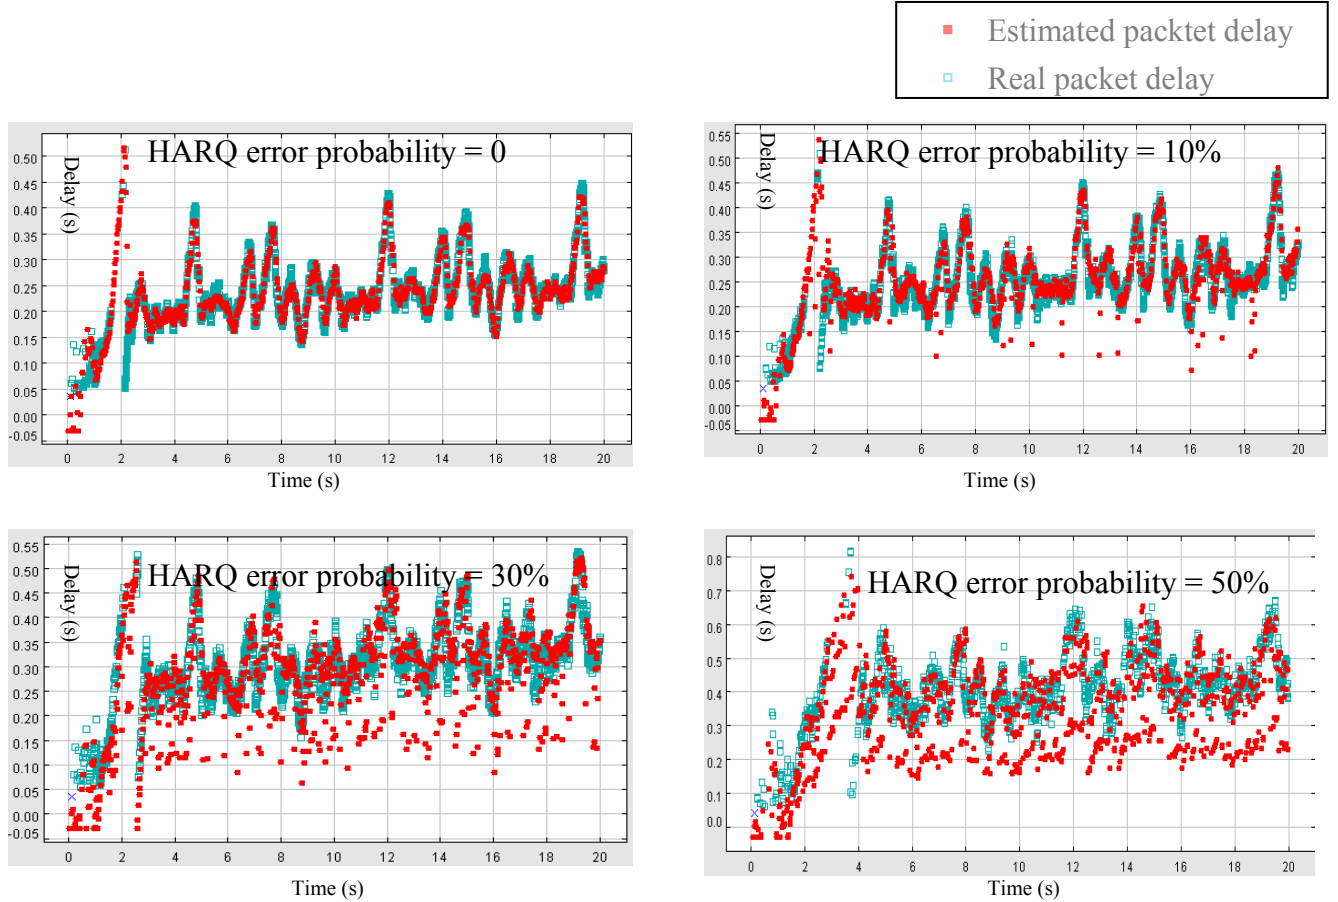 Estimated packtet delay
Real packet delay
HARQ error probability = 0
Delay (s)
0.50
0.45
0.40
0.35
0.30
0.25
0.20
0.15
0.10
0.05
0.00
-0.05
0 2 4 6 8 10 12 14 16 18 20
Time (s)
HARQ error probability = 10%
Delay (s)
0.55
0.50
0.45
0.40
0.35
0.30
0.25
0.20
0.15
0.10
0.05
0.00
-0.05
0 2 4 6 8 10 12 14 16 18 20
Time (s)
HARQ error probability = 30%
Delay (s)
0.55
0.50
0.45
0.40
0.35
0.30
0.25
0.20
0.15
0.10
0.05
0.00
-0.05
0 2 4 6 8 10 12 14 16 18 20
Time (s)
HARQ error probability = 50%
Delay (s)
0.8
0.7
0.6
0.5
0.4
0.3
0.2
0.1
0.0
0 2 4 6 8 10 12 14 16 18 20
Time (s)